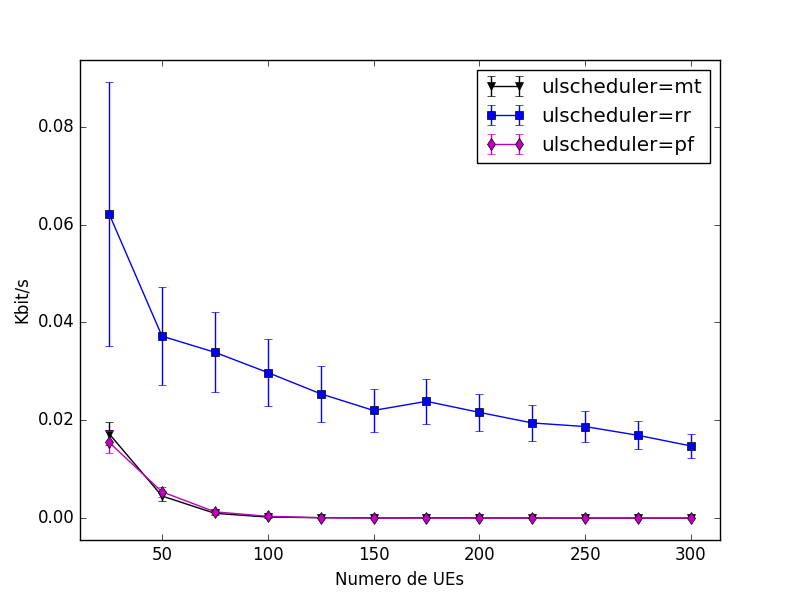 ulscheduler=mt
ulscheduler=rr
ulscheduler=pf
0.08
0.06
0.04
0.02
0.00
Kbit/s
50 100 150 200 250 300
Numero de UEs